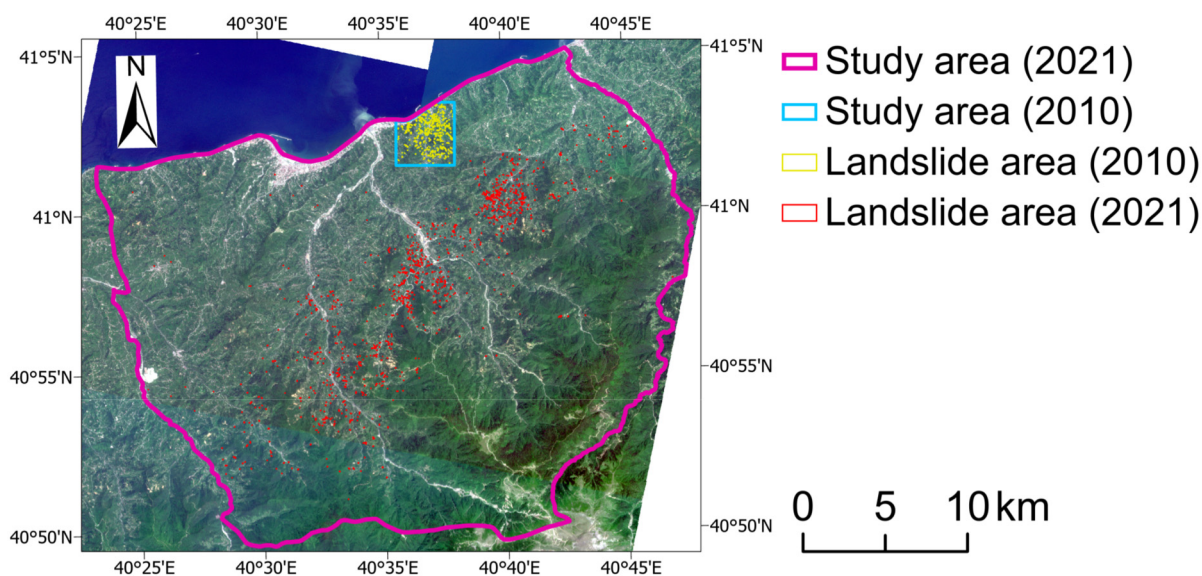 40°25'E 40°30'E 40°35'E 40°40'E 40°45'E
41°5'N
41°5'N
N
41°N
41°N
40°55'N
40°55'N
40°50'N
40°50'N
40°25'E 40°30'E 40°35'E 40°40'E 40°45'E
Study area (2021)
Study area (2010)
Landslide area (2010)
Landslide area (2021)
0 5 10 km